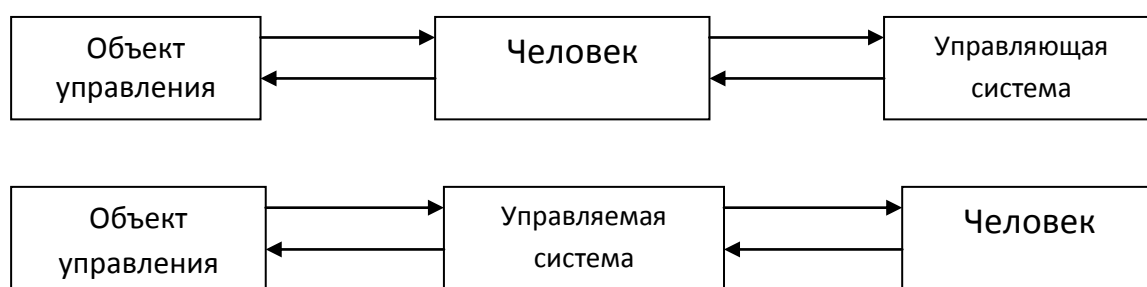 Объект
управления
Человек
Управляющая
система
Объект
управления
Управляемая
система
Человек